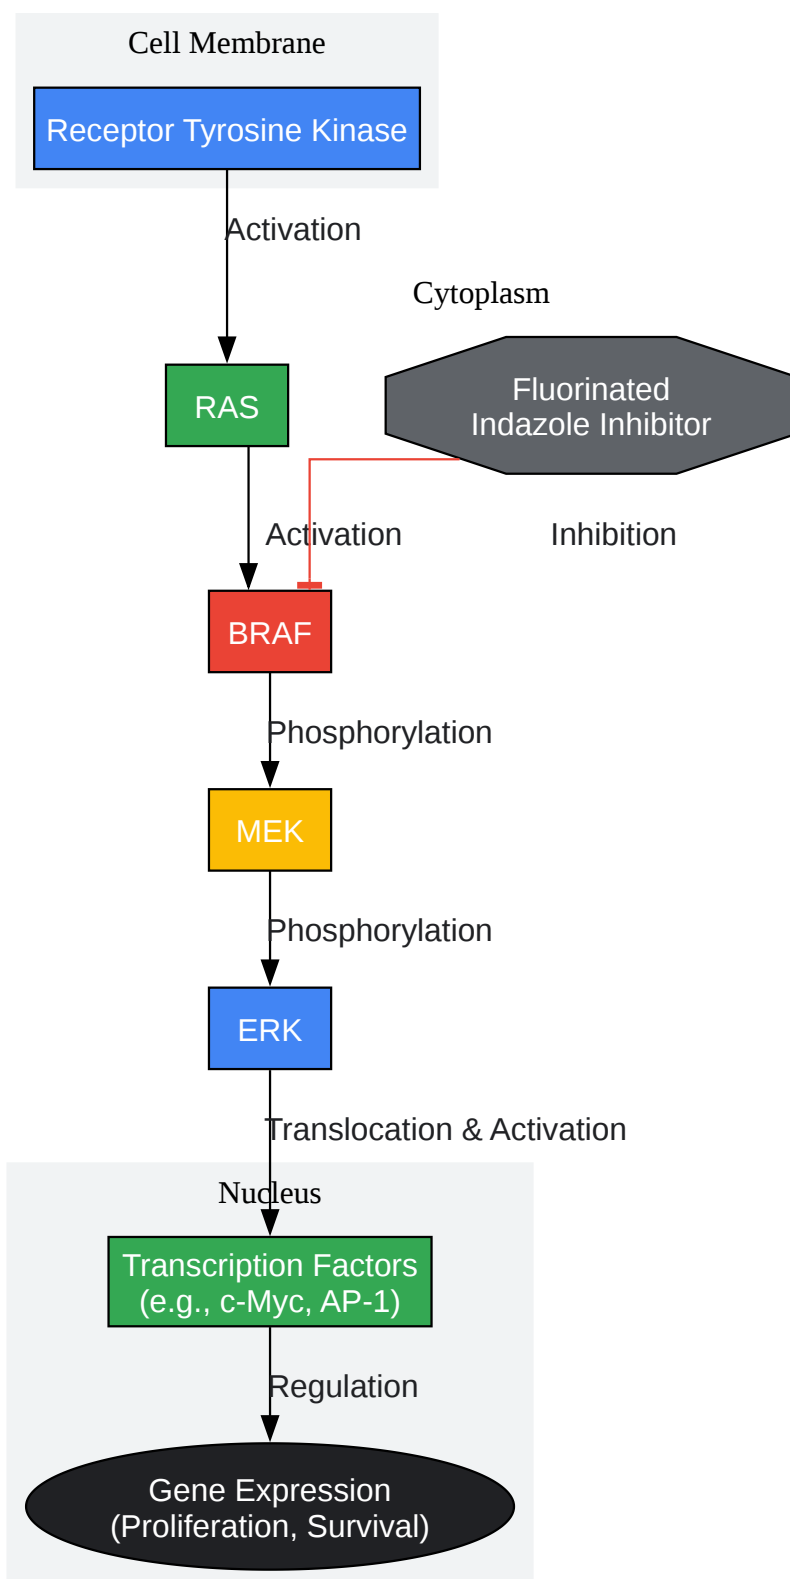 Cell Membrane
Receptor Tyrosine Kinase
Activation
Cytoplasm
RAS
Fluorinated
Indazole Inhibitor
Activation
Inhibition
BRAF
Phosphorylation
MEK
Phosphorylation
ERK
Translocation & Activation
Nucleus
Transcription Factors
(e.g., c-Myc, AP-1)
Regulation
Gene Expression
(Proliferation, Survival)